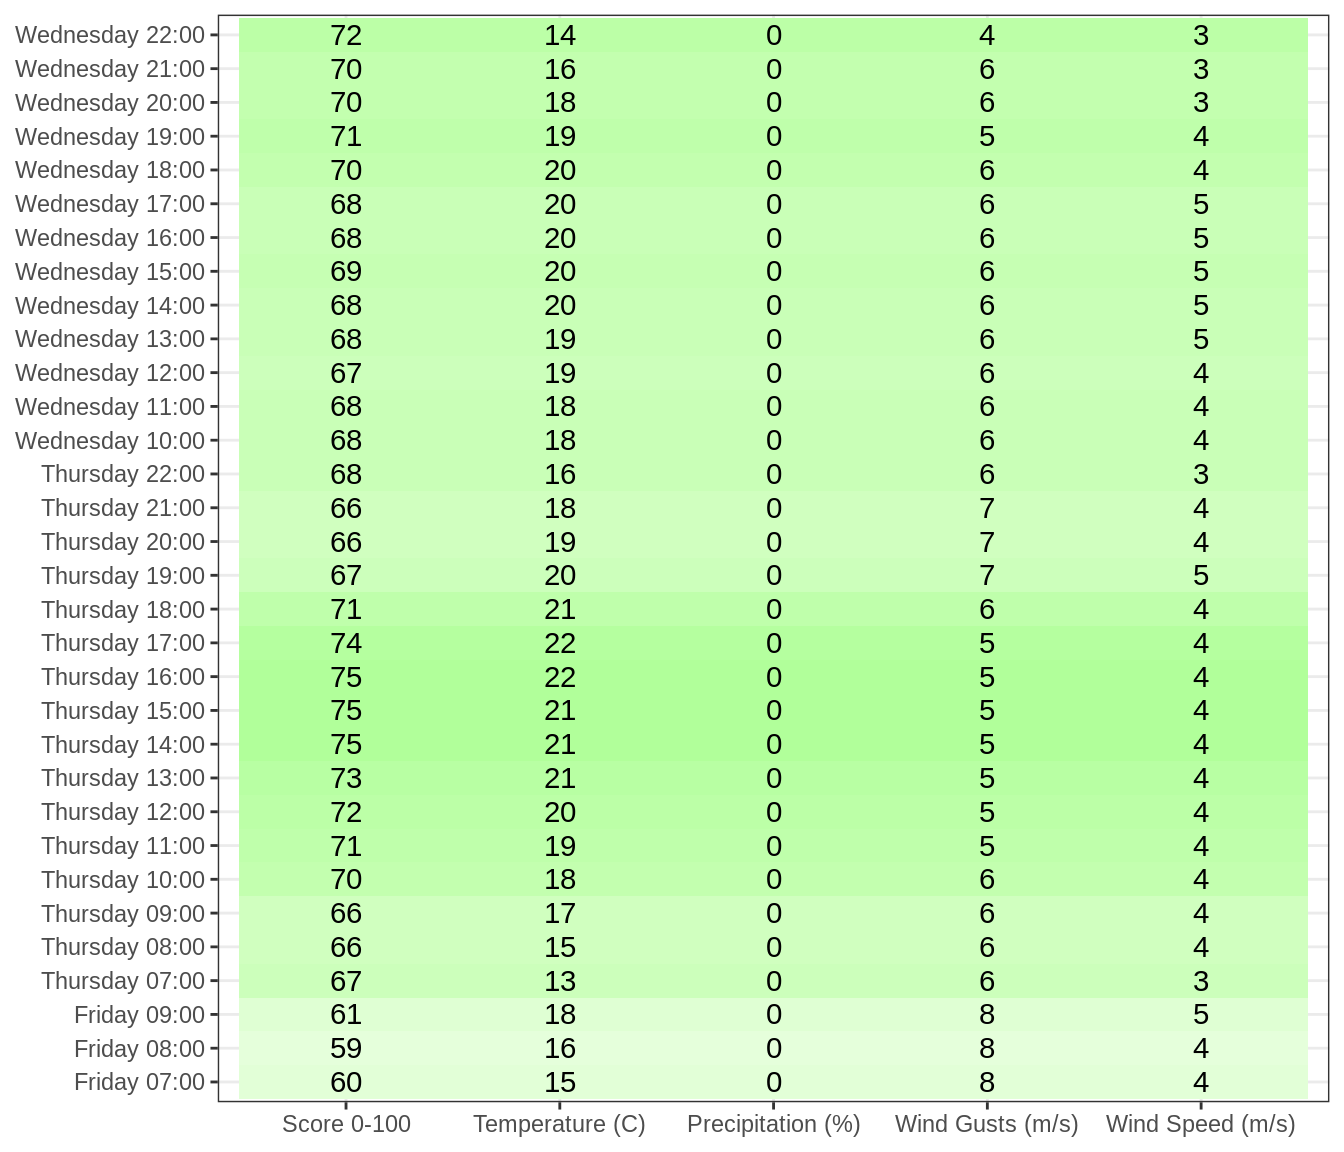 Wednesday 22:00 72 14 0 4 3
Wednesday 21:00 70 16 0 6 3
Wednesday 20:00 70 18 0 6 3
Wednesday 19:00 71 19 0 5 4
Wednesday 18:00 70 20 0 6 4
Wednesday 17:00 68 20 0 6 5
Wednesday 16:00 68 20 0 6 5
Wednesday 15:00 69 20 0 6 5
Wednesday 14:00 68 20 0 6 5
Wednesday 13:00 68 19 0 6 5
Wednesday 12:00 67 19 0 6 4
Wednesday 11:00 68 18 0 6 4
Wednesday 10:00 68 18 0 6 4
Thursday 22:00 68 16 0 6 3
Thursday 21:00 66 18 0 7 4
Thursday 20:00 66 19 0 7 4
Thursday 19:00 67 20 0 7 5
Thursday 18:00 71 21 0 6 4
Thursday 17:00 74 22 0 5 4
Thursday 16:00 75 22 0 5 4
Thursday 15:00 75 21 0 5 4
Thursday 14:00 75 21 0 5 4
Thursday 13:00 73 21 0 5 4
Thursday 12:00 72 20 0 5 4
Thursday 11:00 71 19 0 5 4
Thursday 10:00 70 18 0 6 4
Thursday 09:00 66 17 0 6 4
Thursday 08:00 66 15 0 6 4
Thursday 07:00 67 13 0 6 3
Friday 09:00 61 18 0 8 5
Friday 08:00 59 16 0 8 4
Friday 07:00 60 15 0 8 4
Score 0-100 Temperature (C) Precipitation (%) Wind Gusts (m/s) Wind Speed (m/s)